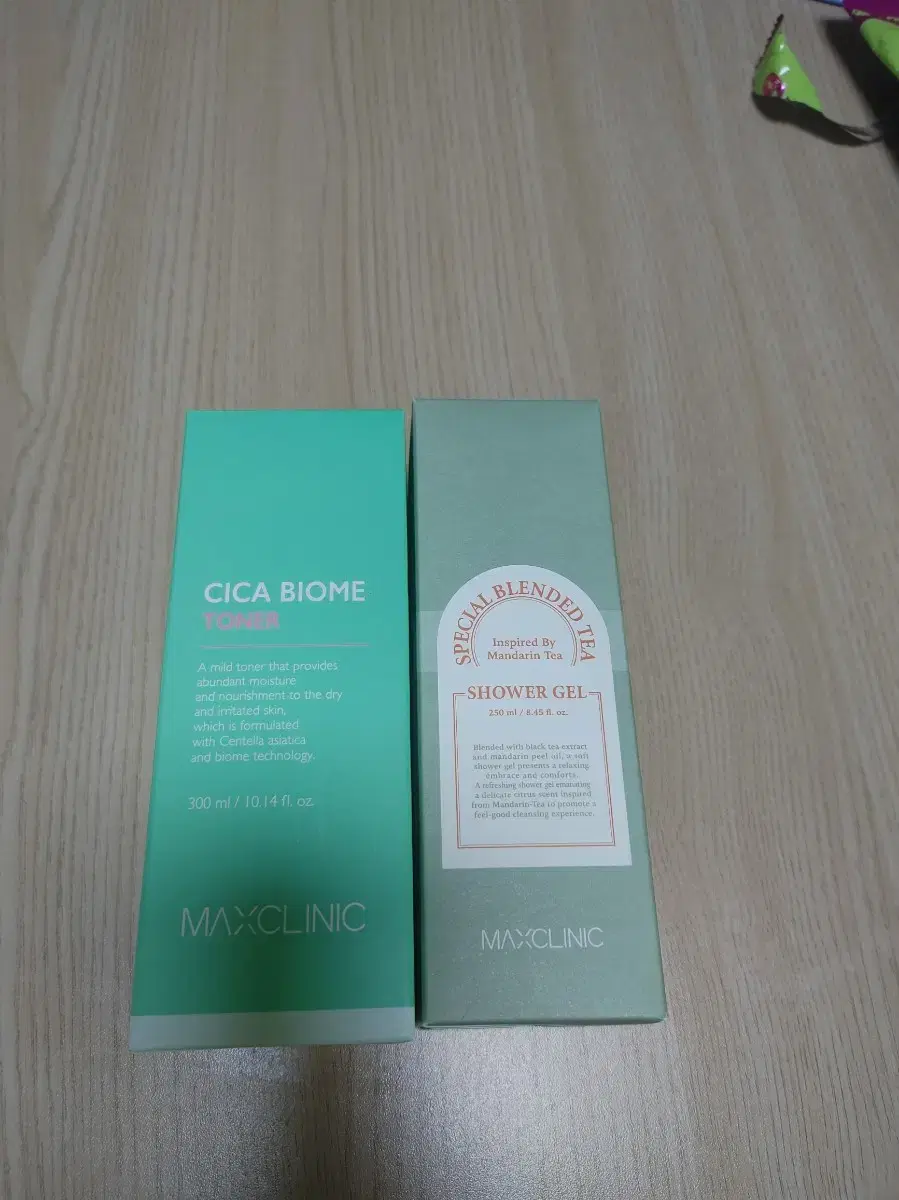 CICA BIOME
TONER
A mild toner that provides
abundant moisture
and nourishment to the dry
and irritated skin,
which is formulated
with Centella asiatica
and biome technology.
300 ml / 10.14 fl. oz.
MAXCLINIC
SPECIAL BLENDED TEA
Inspired By
Mandarin Tea
SHOWER GEL
250 ml / 8.45 fl. oz.
Blended with black tea extract
and mandarin peel oil, a soft
shower gel presents a relaxing
embrace and comforts.
A refreshing shower gel emanating
a delicate citrus scent inspired
from Mandarin-Tea to promote a
feel-good cleansing experience.
MAXCLINIC